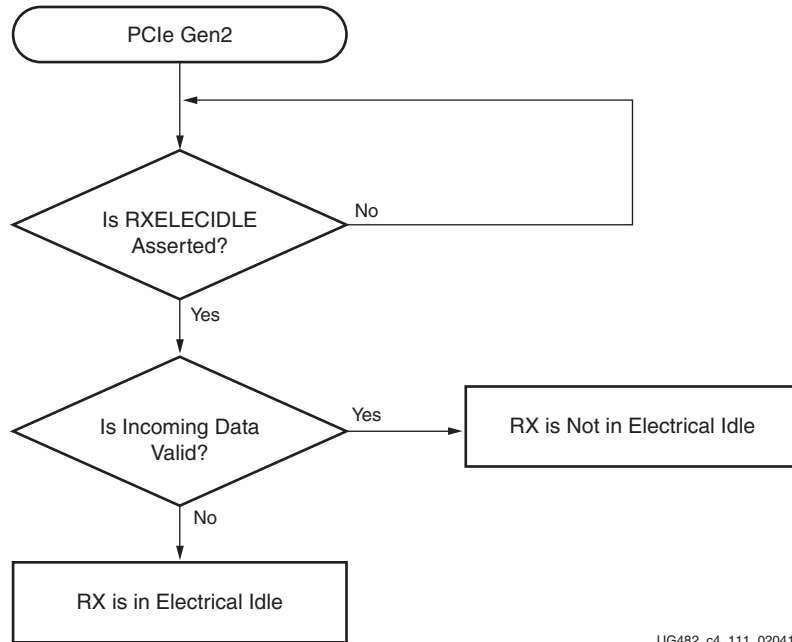 PCIe Gen2
Is RXELECIDLE
Asserted?
No
Yes
Is Incoming Data
Valid?
Yes
RX is Not in Electrical Idle
No
RX is in Electrical Idle
UG482_c4_111_02041